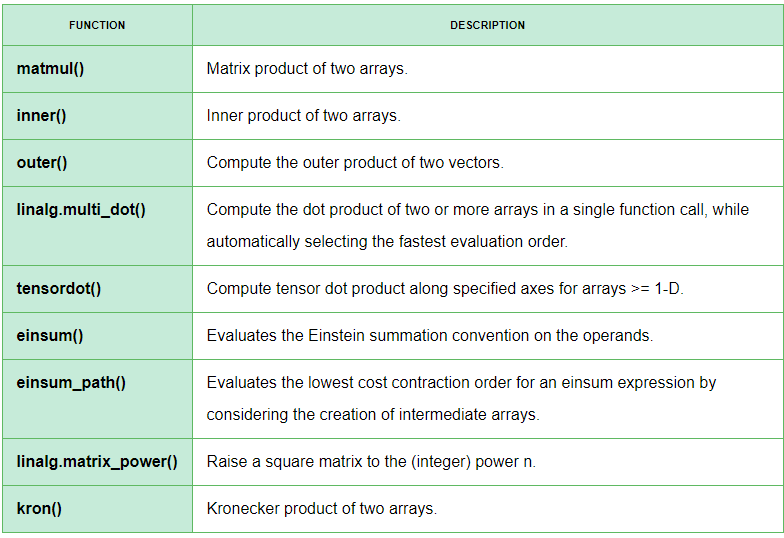 FUNCTION DESCRIPTION
matmul() Matrix product of two arrays.
inner() Inner product of two arrays.
outer() Compute the outer product of two vectors.
linalg.multi_dot() Compute the dot product of two or more arrays in a single function call, while
automatically selecting the fastest evaluation order.
tensordot() Compute tensor dot product along specified axes for arrays >= 1-D.
einsum() Evaluates the Einstein summation convention on the operands.
einsum_path() Evaluates the lowest cost contraction order for an einsum expression by
considering the creation of intermediate arrays.
linalg.matrix_power() Raise a square matrix to the (integer) power n.
kron() Kronecker product of two arrays.